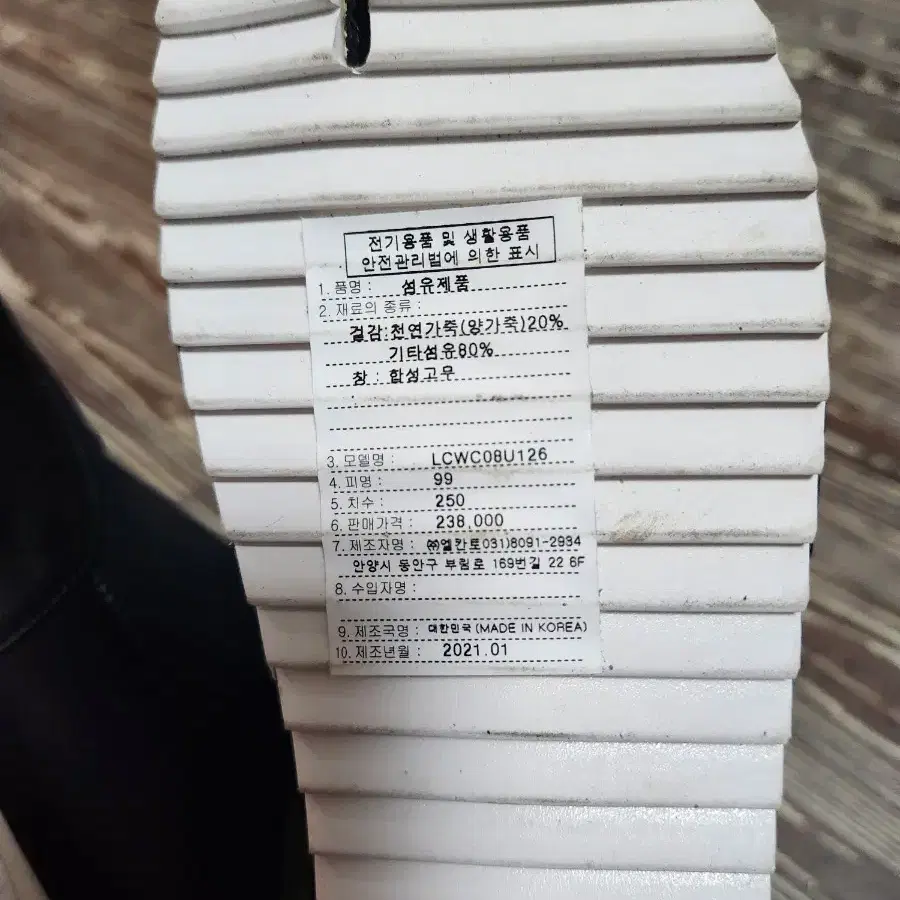 전기용품 및 생활용품
안전관리법에 의한 표시
1. 품명 : 섬유제품
2. 재료의 종류 :
겉감:천연가죽(양가죽)20%
기타섬유80%
창 : 합성고무
3. 모델명 : LCWC08U126
4. 피명 : 99
5. 치수 : 250
6. 판매가격 : 238,000
7. 제조자명 : ㈜엘칸토031)8091-2934
안양시 동안구 부림로 169번길 22 6F
8. 수입자명 :
9. 제조국명 : 대한민국(MADE IN KOREA)
10. 제조년월 : 2021.01